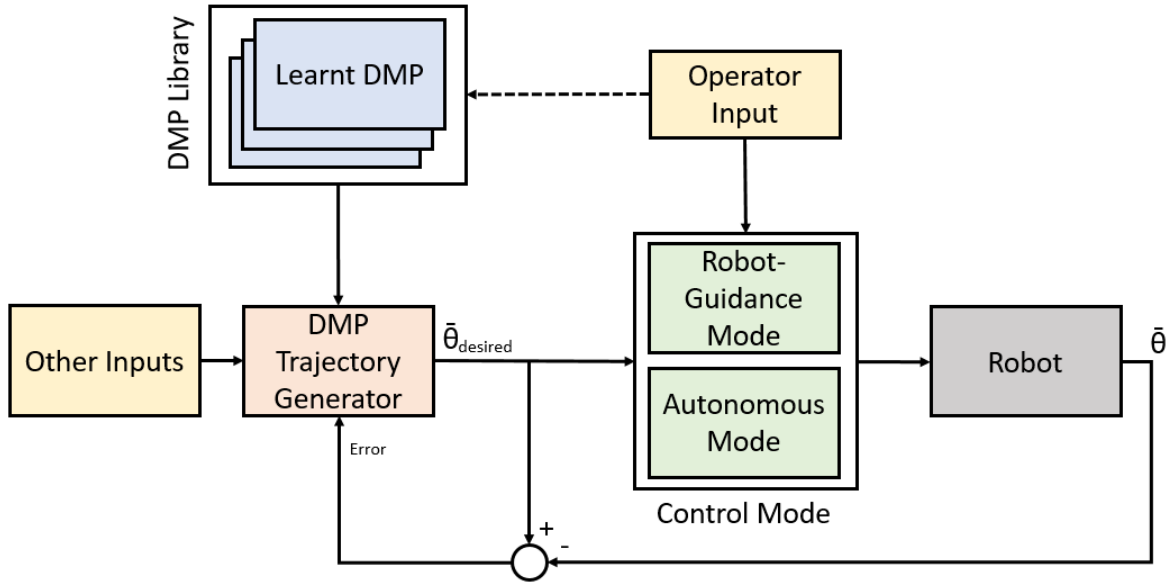 DMP Library
Learnt DMP
Operator
Input
Robot-
Guidance
Mode
Other Inputs
DMP
Trajectory
Generator
θ̄desired
Autonomous
Mode
Robot
θ̄
Error
Control Mode
+
-